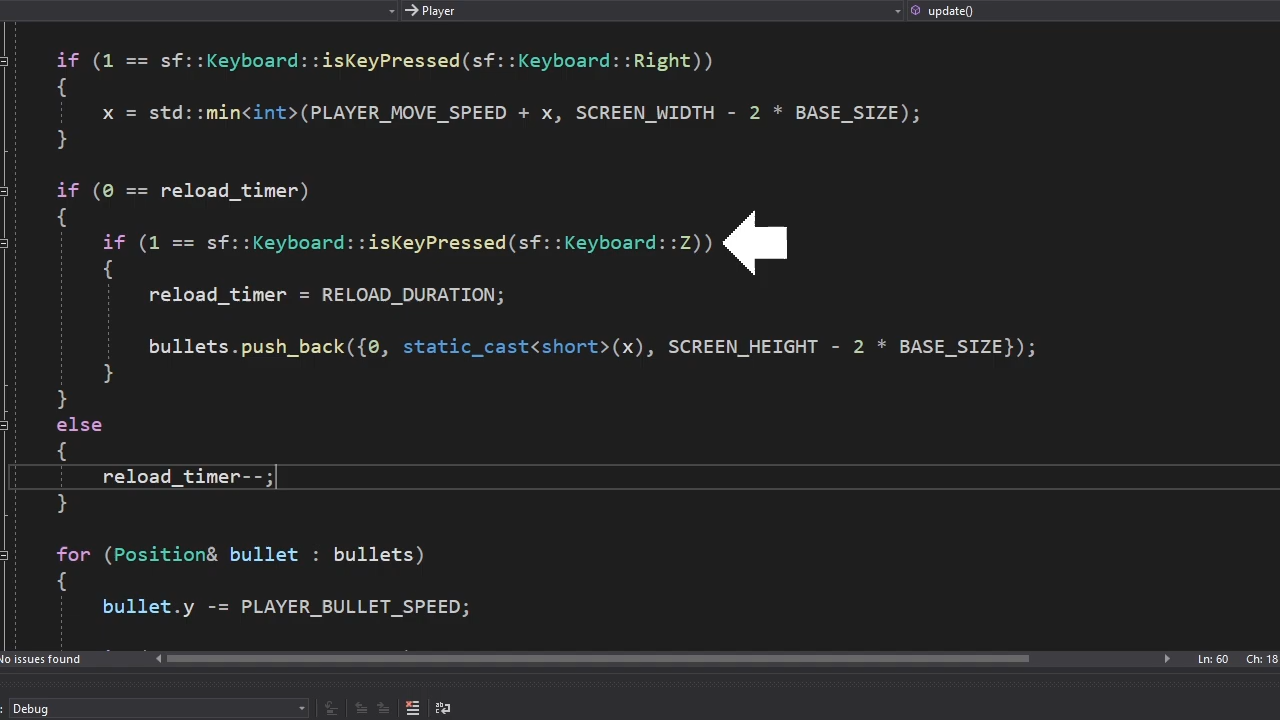 Player update()
if (1 == sf::Keyboard::isKeyPressed(sf::Keyboard::Right))
{
x = std::min<int>(PLAYER_MOVE_SPEED + x, SCREEN_WIDTH - 2 * BASE_SIZE);
}
if (0 == reload_timer)
{
if (1 == sf::Keyboard::isKeyPressed(sf::Keyboard::Z))
{
reload_timer = RELOAD_DURATION;
bullets.push_back({0, static_cast<short>(x), SCREEN_HEIGHT - 2 * BASE_SIZE});
}
}
else
{
reload_timer--;
}
for (Position& bullet : bullets)
{
bullet.y -= PLAYER_BULLET_SPEED;
No issues found Ln: 60 Ch: 18
: Debug